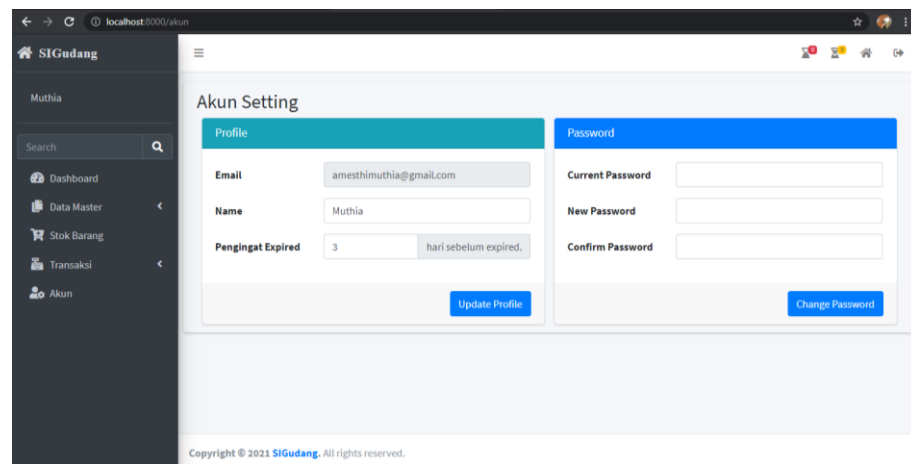 localhost:8000/akun
SIGudang
Muthia
Search
Dashboard
Data Master
Stok Barang
Transaksi
Akun
Akun Setting
Profile
Email amesthimuthia@gmail.com
Name Muthia
Pengingat Expired 3 hari sebelum expired.
Update Profile
Password
Current Password
New Password
Confirm Password
Change Password
Copyright © 2021 SIGudang. All rights reserved.